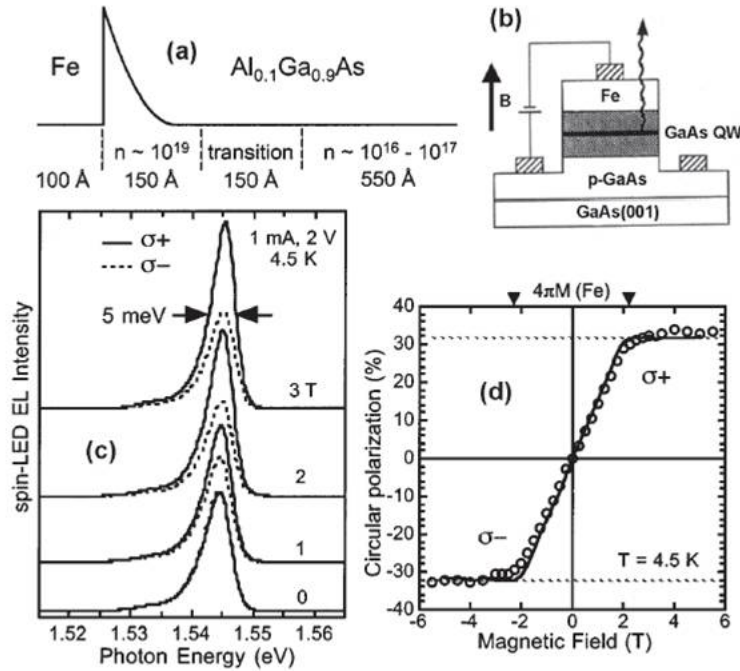 (a)
Fe
Al0.1Ga0.9As
n ~ 10^19
transition
n ~ 10^16 - 10^17
100 Å
150 Å
150 Å
550 Å
(b)
B
Fe
GaAs QW
p-GaAs
GaAs(001)
(c)
σ+
σ−
1 mA, 2 V
4.5 K
5 meV
3 T
2
1
0
spin-LED EL Intensity
1.52 1.53 1.54 1.55 1.56
Photon Energy (eV)
4πM (Fe)
(d)
40
30
20
10
0
-10
-20
-30
-40
σ+
σ−
T = 4.5 K
Circular polarization (%)
-6 -4 -2 0 2 4 6
Magnetic Field (T)